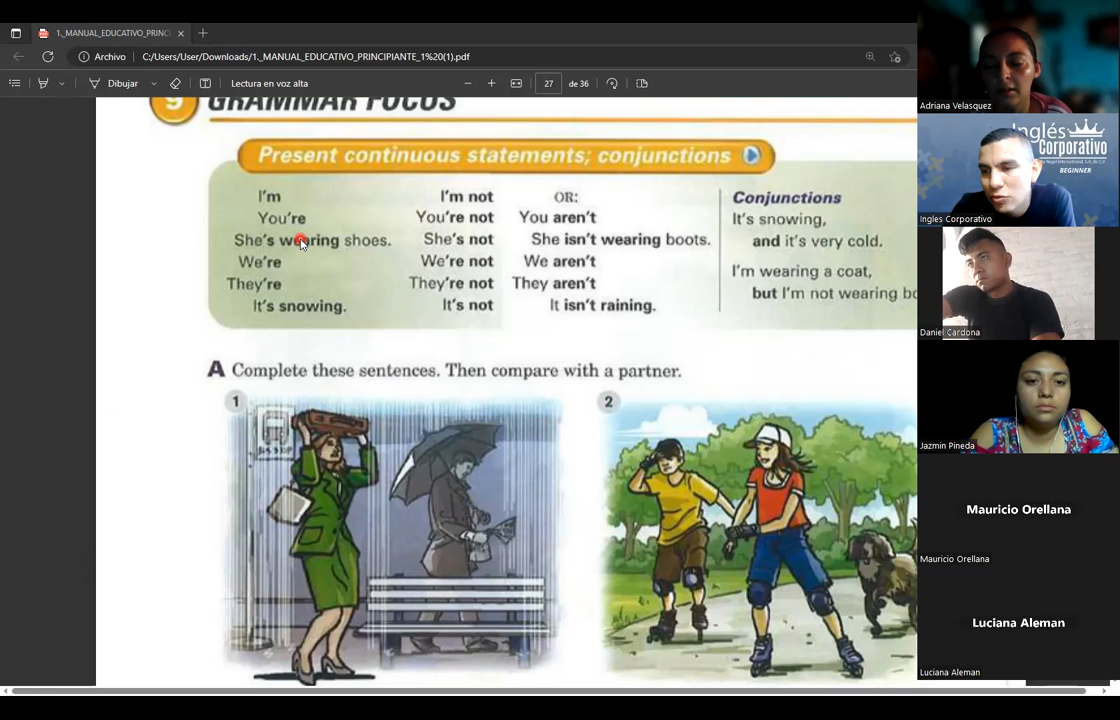 1._MANUAL_EDUCATIVO_PRINCI
Archivo
C:/Users/User/Downloads/1._MANUAL_EDUCATIVO_PRINCIPIANTE_1%20(1).pdf
Dibujar
Lectura en voz alta
27
de 36
9 GRAMMAR FOCUS
Present continuous statements; conjunctions
I'm
You're
She's wearing shoes.
We're
They're
It's snowing.
I'm not
You're not
She's not
We're not
They're not
It's not
OR:
You aren't
She isn't wearing boots.
We aren't
They aren't
It isn't raining.
Conjunctions
It's snowing,
and it's very cold.
I'm wearing a coat,
but I'm not wearing bo
A Complete these sentences. Then compare with a partner.
1
2
Adriana Velasquez
Inglés
Corporativo
BEGINNER
Ingles Corporativo
Daniel Cardona
Jazmin Pineda
Mauricio Orellana
Mauricio Orellana
Luciana Aleman
Luciana Aleman